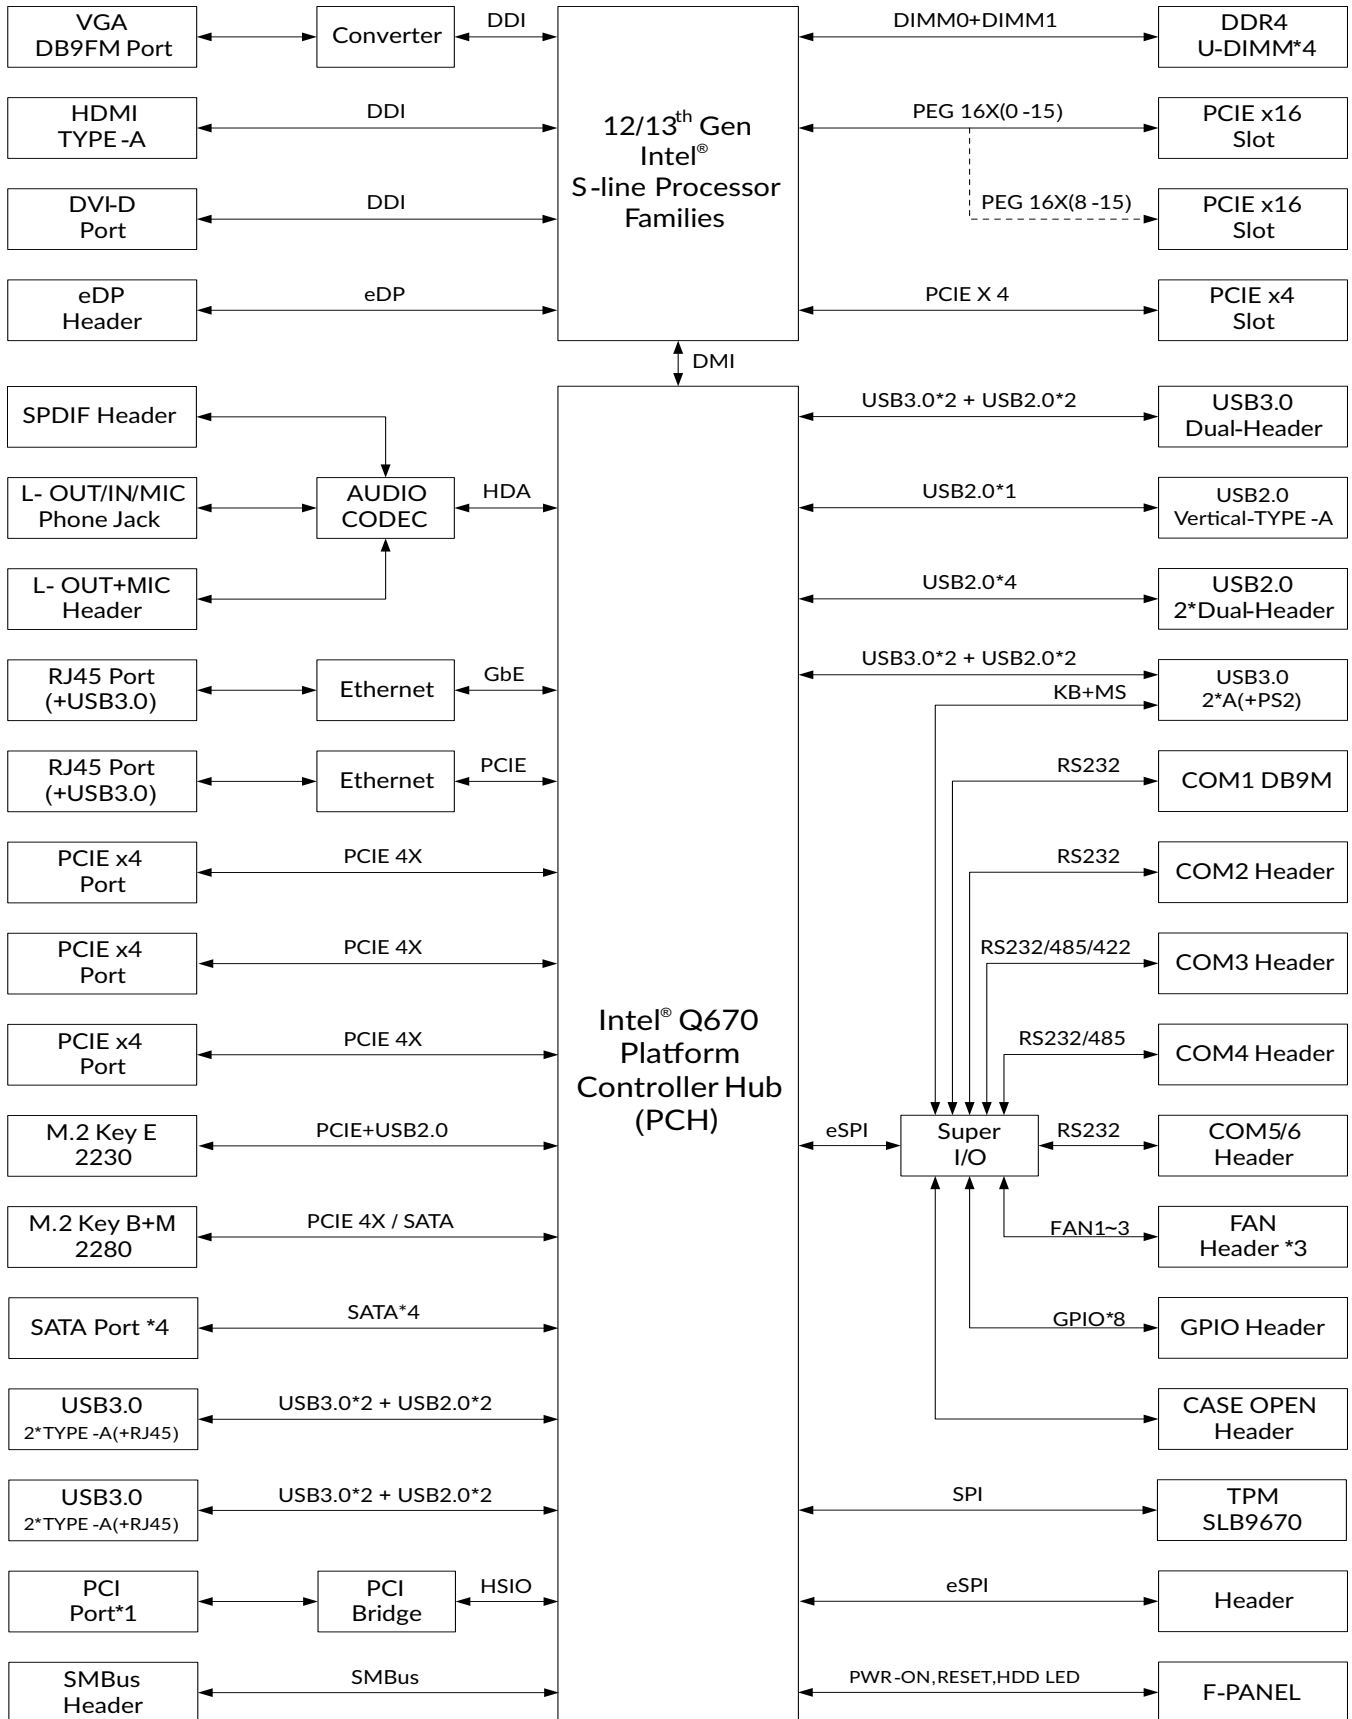 VGA
DB9FM Port
Converter
DDI
DIMM0+DIMM1
DDR4
U-DIMM*4
HDMI
TYPE -A
DDI
12/13th Gen
Intel®
S -line Processor
Families
PEG 16X(0 -15)
PCIE x16
Slot
DVI-D
Port
DDI
PEG 16X(8 -15)
PCIE x16
Slot
eDP
Header
eDP
PCIE X 4
PCIE x4
Slot
DMI
SPDIF Header
USB3.0*2 + USB2.0*2
USB3.0
Dual-Header
L- OUT/IN/MIC
Phone Jack
AUDIO
CODEC
HDA
USB2.0*1
USB2.0
Vertical-TYPE -A
L- OUT+MIC
Header
USB2.0*4
USB2.0
2*Dual-Header
RJ45 Port
(+USB3.0)
Ethernet
GbE
USB3.0*2 + USB2.0*2
KB+MS
USB3.0
2*A(+PS2)
RJ45 Port
(+USB3.0)
Ethernet
PCIE
RS232
COM1 DB9M
PCIE x4
Port
PCIE 4X
RS232
COM2 Header
PCIE x4
Port
PCIE 4X
RS232/485/422
COM3 Header
PCIE x4
Port
PCIE 4X
Intel® Q670
Platform
Controller Hub
(PCH)
RS232/485
COM4 Header
M.2 Key E
2230
PCIE+USB2.0
eSPI
Super
I/O
RS232
COM5/6
Header
M.2 Key B+M
2280
PCIE 4X / SATA
FAN1~3
FAN
Header *3
SATA Port *4
SATA*4
GPIO*8
GPIO Header
USB3.0
2*TYPE -A(+RJ45)
USB3.0*2 + USB2.0*2
CASE OPEN
Header
USB3.0
2*TYPE -A(+RJ45)
USB3.0*2 + USB2.0*2
SPI
TPM
SLB9670
PCI
Port*1
PCI
Bridge
HSIO
eSPI
Header
SMBus
Header
SMBus
PWR-ON,RESET,HDD LED
F-PANEL